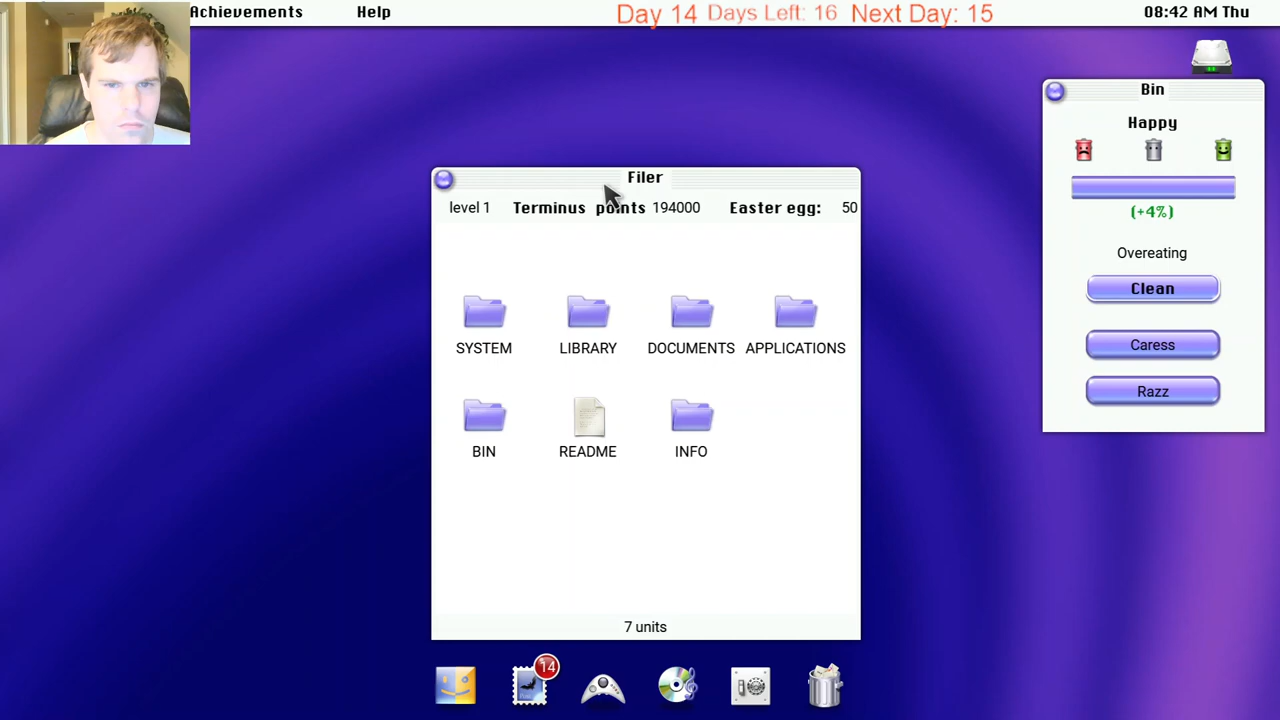 Achievements Help Day 14 Days Left: 16 Next Day: 15 08:42 AM Thu
Bin
Happy
(+4%)
Overeating
Clean
Caress
Razz
Filer
level 1 Terminus points 194000 Easter egg: 50
SYSTEM LIBRARY DOCUMENTS APPLICATIONS
BIN README INFO
7 units
14